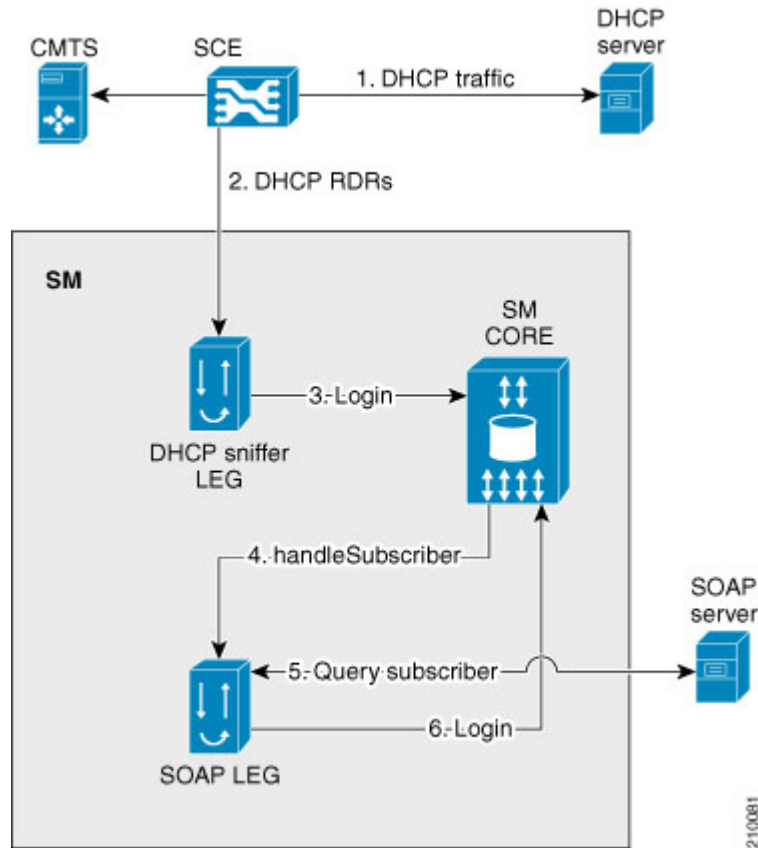 DHCP
server
CMTS
SCE
1. DHCP traffic
2. DHCP RDRs
SM
SM
CORE
3. Login
DHCP sniffer
LEG
4. handleSubscriber
SOAP
server
5. Query subscriber
6. Login
SOAP LEG
210081